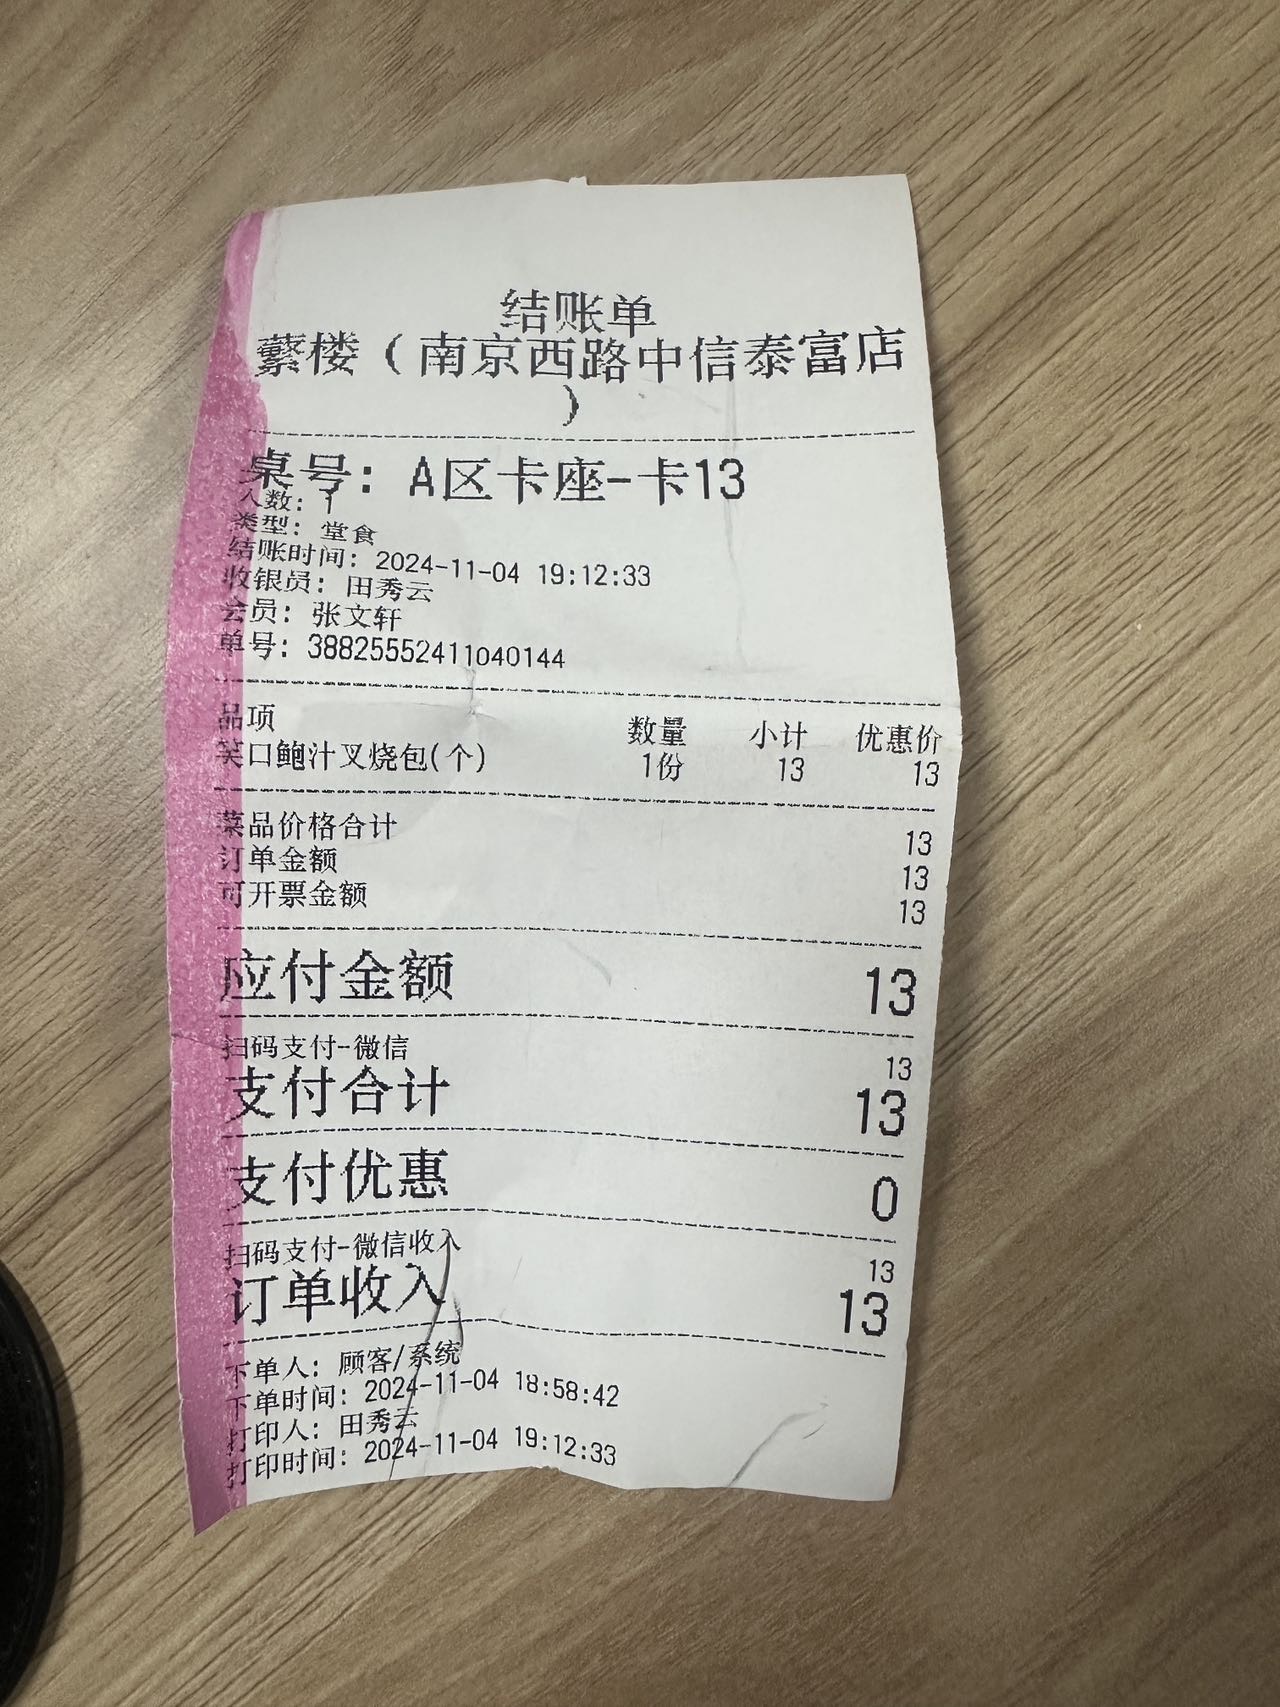 结账单
蘩楼（南京西路中信泰富店
）
桌号：A区卡座-卡13
人数：1
类型：堂食
结账时间：2024-11-04 19:12:33
收银员：田秀云
会员：张文轩
单号：38825552411040144
品项 数量 小计 优惠价
笑口鲍汁叉烧包(个) 1份 13 13
菜品价格合计 13
订单金额 13
可开票金额 13
应付金额 13
扫码支付-微信 13
支付合计 13
支付优惠 0
扫码支付-微信收入 13
订单收入 13
下单人：顾客/系统
下单时间：2024-11-04 18:58:42
打印人：田秀云
打印时间：2024-11-04 19:12:33